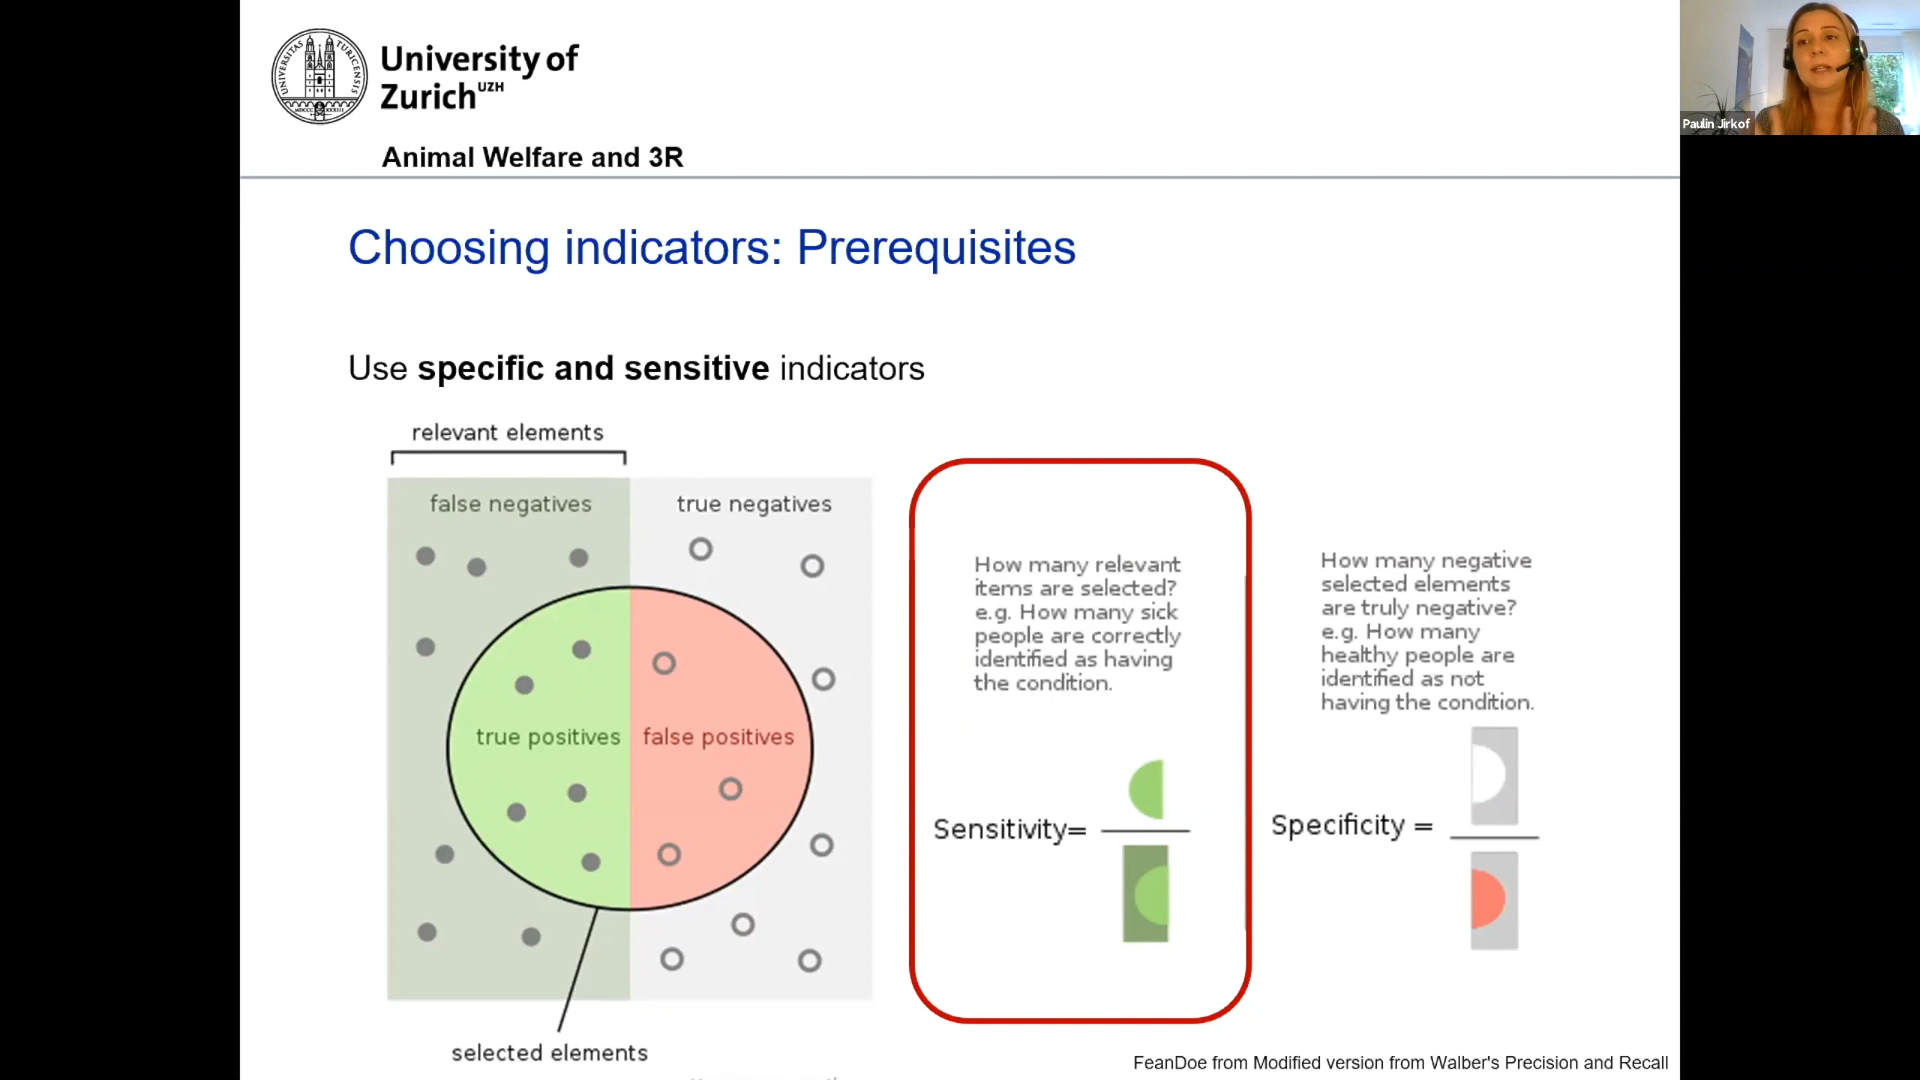 University of
Zurich UZH
UNIVERSITAS TURICENSIS
Animal Welfare and 3R
Paulin Jirkof
Choosing indicators: Prerequisites
Use specific and sensitive indicators
relevant elements
false negatives
true negatives
true positives
false positives
selected elements
How many relevant
items are selected?
e.g. How many sick
people are correctly
identified as having
the condition.
Sensitivity=
How many negative
selected elements
are truly negative?
e.g. How many
healthy people are
identified as not
having the condition.
Specificity =
FeanDoe from Modified version from Walber's Precision and Recall